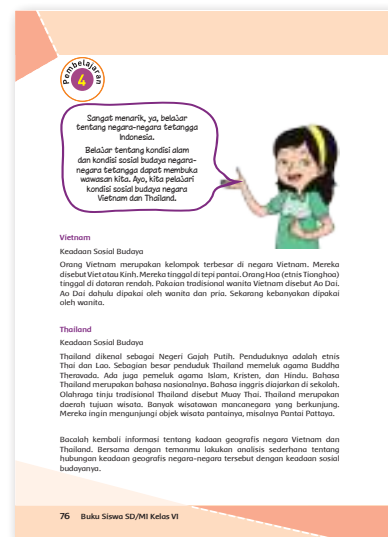 Pembelajaran
4
Sangat menarik, ya, belajar
tentang negara-negara tetangga
Indonesia.
Belajar tentang kondisi alam
dan kondisi sosial budaya negara-
negara tetangga dapat membuka
wawasan kita. Ayo, kita pelajari
kondisi sosial budaya negara
Vietnam dan Thailand.
Vietnam
Keadaan Sosial Budaya
Orang Vietnam merupakan kelompok terbesar di negara Vietnam. Mereka
disebut Viet atau Kinh. Mereka tinggal di tepi pantai. Orang Hoa (etnis Tionghoa)
tinggal di dataran rendah. Pakaian tradisional wanita Vietnam disebut Ao Dai.
Ao Dai dahulu dipakai oleh wanita dan pria. Sekarang kebanyakan dipakai
oleh wanita.
Thailand
Keadaan Sosial Budaya
Thailand dikenal sebagai Negeri Gajah Putih. Penduduknya adalah etnis
Thai dan Lao. Sebagian besar penduduk Thailand memeluk agama Buddha
Theravada. Ada juga pemeluk agama Islam, Kristen, dan Hindu. Bahasa
Thailand merupakan bahasa nasionalnya. Bahasa inggris diajarkan di sekolah.
Olahraga tinju tradisional Thailand disebut Muay Thai. Thailand merupakan
daerah tujuan wisata. Banyak wisatawan mancanegara yang berkunjung.
Mereka ingin mengunjungi objek wisata pantainya, misalnya Pantai Pattaya.
Bacalah kembali informasi tentang kadaan geografis negara Vietnam dan
Thailand. Bersama dengan temanmu lakukan analisis sederhana tentang
hubungan keadaan geografis negara-negara tersebut dengan keadaan sosial
budayanya.
76 Buku Siswa SD/MI Kelas VI